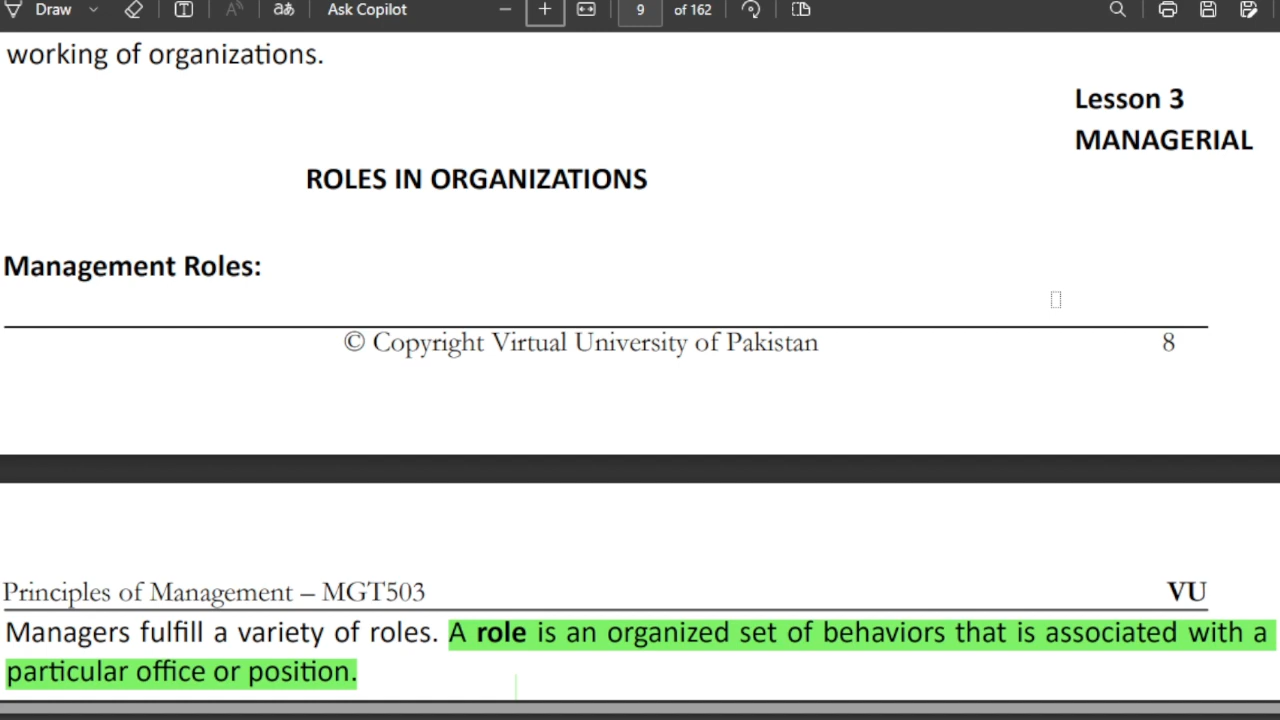 Draw
aあ
Ask Copilot
9
of 162
working of organizations.
Lesson 3
MANAGERIAL
ROLES IN ORGANIZATIONS
Management Roles:
© Copyright Virtual University of Pakistan
8
Principles of Management – MGT503
VU
Managers fulfill a variety of roles. A role is an organized set of behaviors that is associated with a
particular office or position.